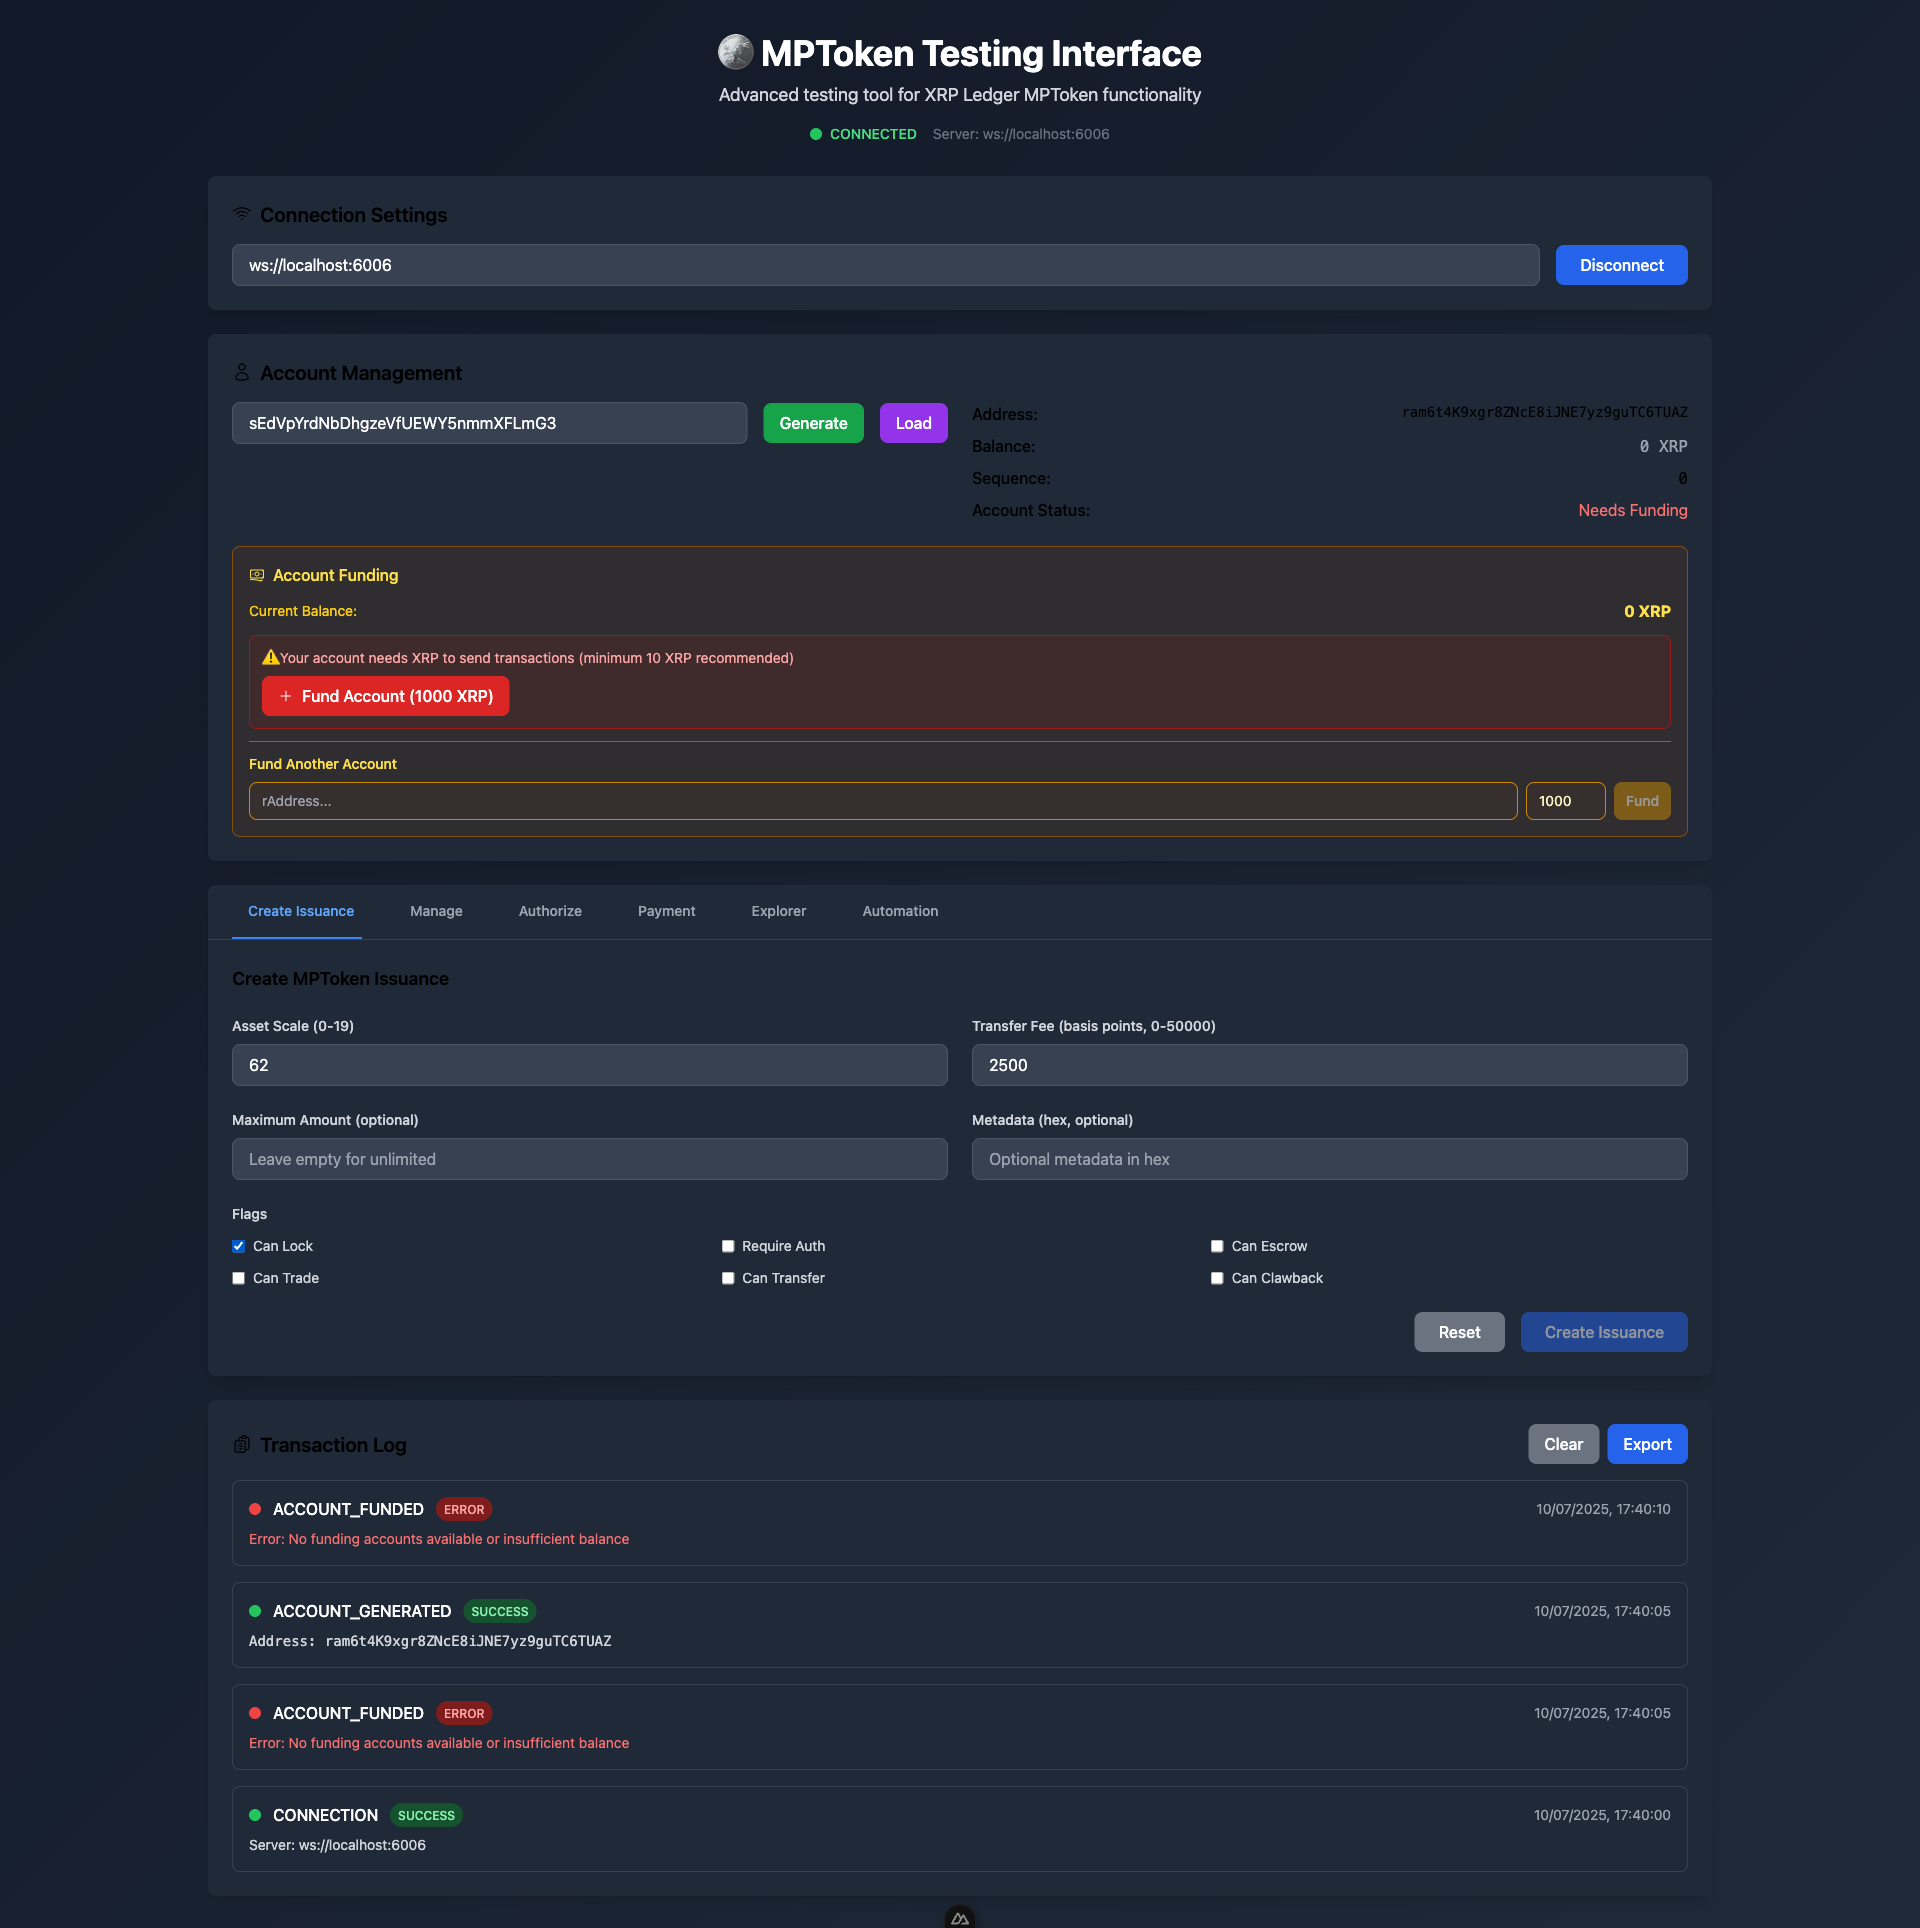 MPToken Testing Interface
Advanced testing tool for XRP Ledger MPToken functionality
CONNECTED Server: ws://localhost:6006
Connection Settings
ws://localhost:6006 Disconnect
Account Management
sEdVpYrdNbDhgzeVfUEWY5nmmXFLmG3 Generate Load
Address: ram6t4K9xgr8ZNcE8iJNE7yz9guTC6TUAZ
Balance: 0 XRP
Sequence: 0
Account Status: Needs Funding
Account Funding
Current Balance: 0 XRP
⚠️Your account needs XRP to send transactions (minimum 10 XRP recommended)
+ Fund Account (1000 XRP)
Fund Another Account
rAddress... 1000 Fund
Create Issuance Manage Authorize Payment Explorer Automation
Create MPToken Issuance
Asset Scale (0-19) Transfer Fee (basis points, 0-50000)
62 2500
Maximum Amount (optional) Metadata (hex, optional)
Leave empty for unlimited Optional metadata in hex
Flags
Can Lock Require Auth Can Escrow
Can Trade Can Transfer Can Clawback
Reset Create Issuance
Transaction Log Clear Export
ACCOUNT_FUNDED ERROR 10/07/2025, 17:40:10
Error: No funding accounts available or insufficient balance
ACCOUNT_GENERATED SUCCESS 10/07/2025, 17:40:05
Address: ram6t4K9xgr8ZNcE8iJNE7yz9guTC6TUAZ
ACCOUNT_FUNDED ERROR 10/07/2025, 17:40:05
Error: No funding accounts available or insufficient balance
CONNECTION SUCCESS 10/07/2025, 17:40:00
Server: ws://localhost:6006